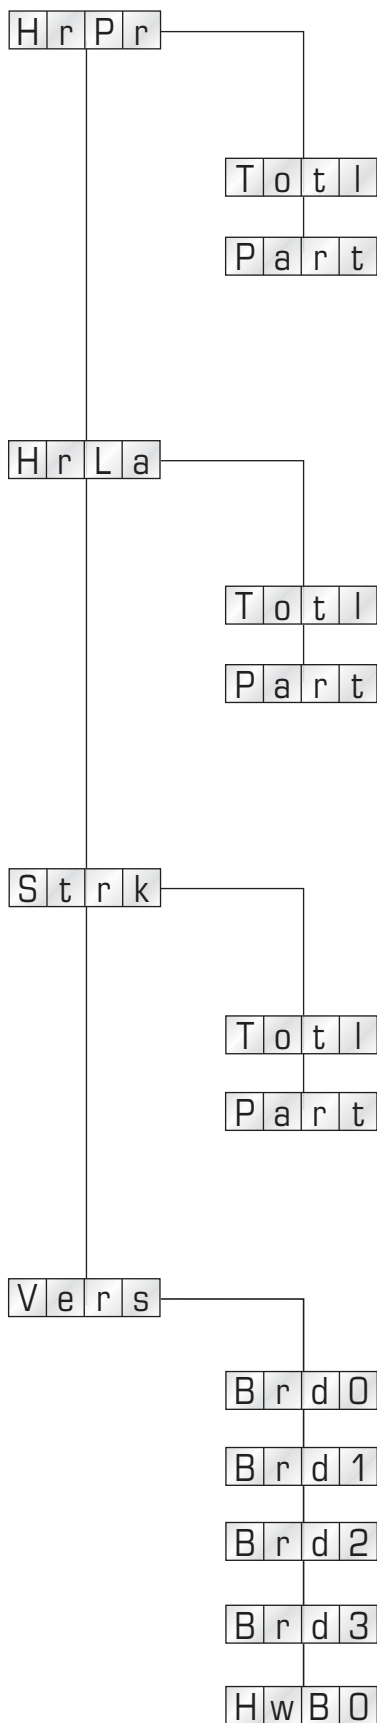 HrPr
Totl
Part
HrLa
Totl
Part
Strk
Totl
Part
Vers
Brd0
Brd1
Brd2
Brd3
HwB0